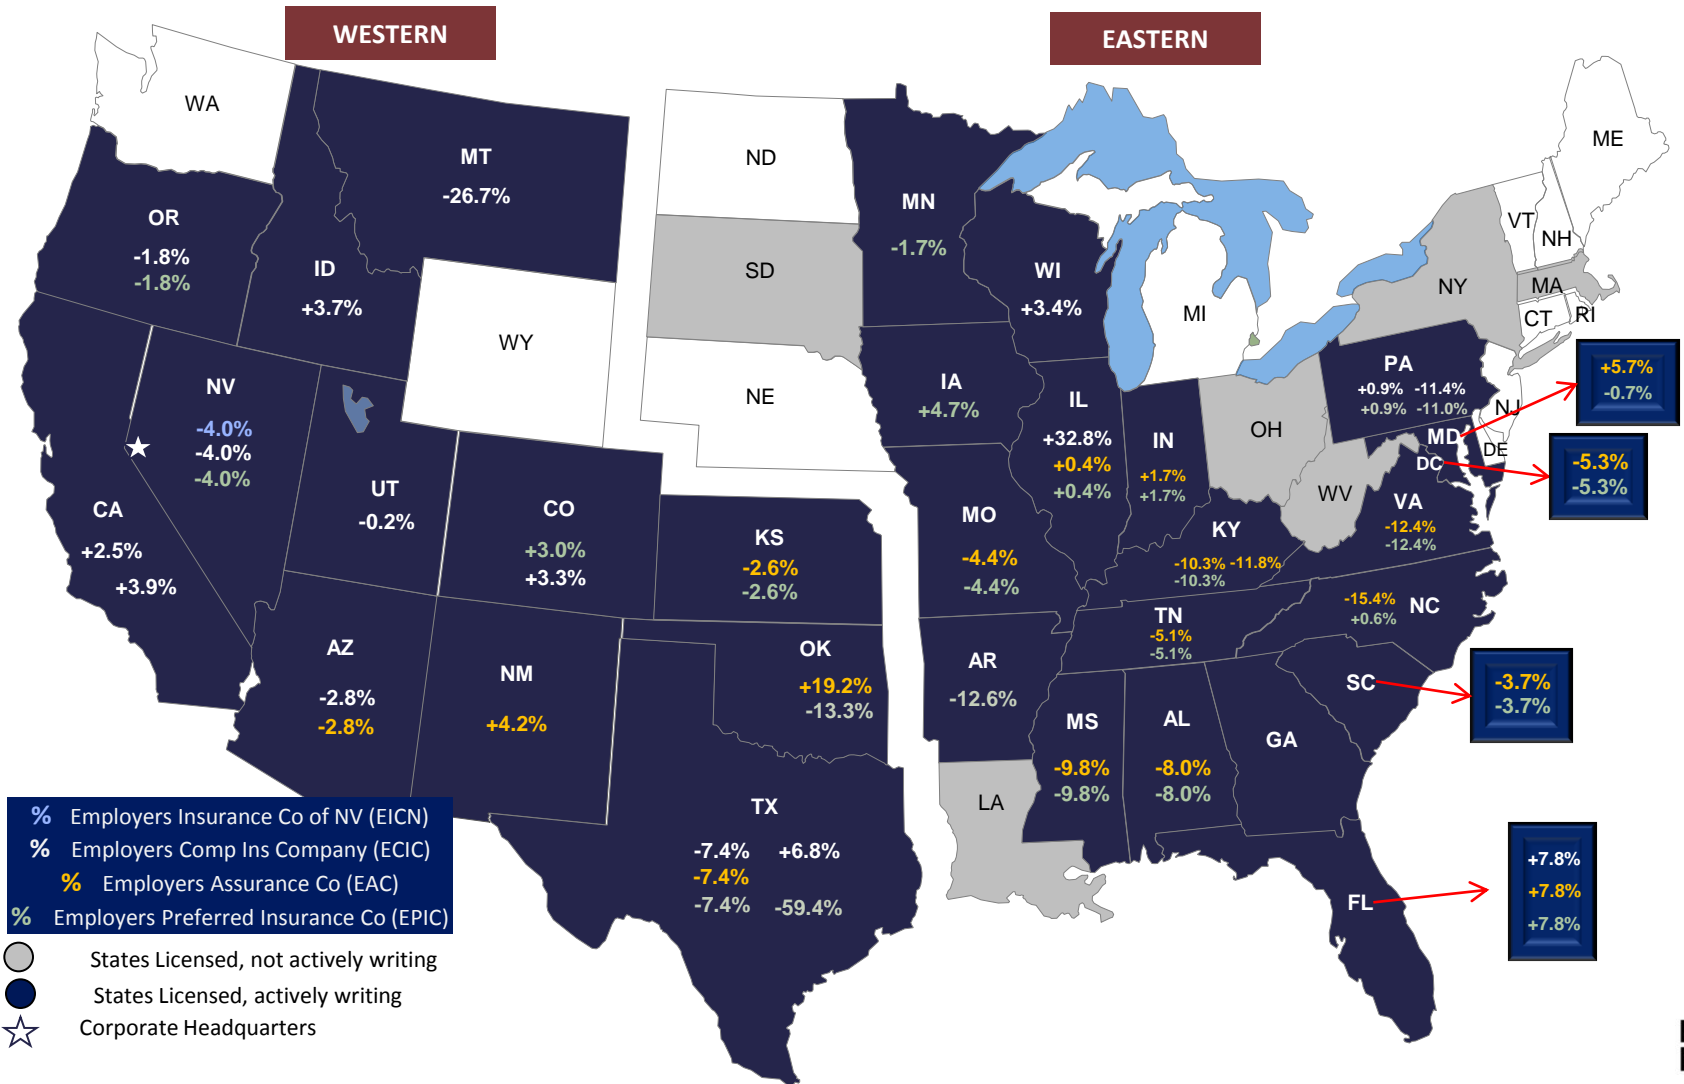 WESTERN
EASTERN
WA
MT
-26.7%
OR
-1.8%
-1.8%
ID
+3.7%
WY
NV
-4.0%
-4.0%
-4.0%
CA
+2.5%
+3.9%
UT
-0.2%
CO
+3.0%
+3.3%
AZ
-2.8%
-2.8%
NM
+4.2%
ND
SD
NE
KS
-2.6%
-2.6%
OK
+19.2%
-13.3%
TX
-7.4% +6.8%
-7.4%
-7.4% -59.4%
MN
-1.7%
WI
+3.4%
IA
+4.7%
IL
+32.8%
+0.4%
+0.4%
IN
+1.7%
+1.7%
MO
-4.4%
-4.4%
AR
-12.6%
LA
MS
-9.8%
-9.8%
AL
-8.0%
-8.0%
GA
TN
-5.1%
-5.1%
KY
-10.3% -11.8%
-10.3%
MI
OH
WV
VA
-12.4%
-12.4%
NC
-15.4%
+0.6%
SC
-3.7%
-3.7%
FL
+7.8%
+7.8%
+7.8%
PA
+0.9% -11.4%
+0.9% -11.0%
MD
+5.7%
-0.7%
DC
-5.3%
-5.3%
NY
VT
NH
ME
MA
CT
RI
NJ
DE
% Employers Insurance Co of NV (EICN)
% Employers Comp Ins Company (ECIC)
% Employers Assurance Co (EAC)
% Employers Preferred Insurance Co (EPIC)
States Licensed, not actively writing
States Licensed, actively writing
Corporate Headquarters